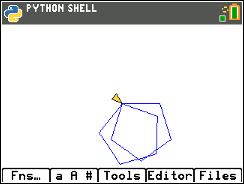 PYTHON SHELL
Fns… a A # Tools Editor Files